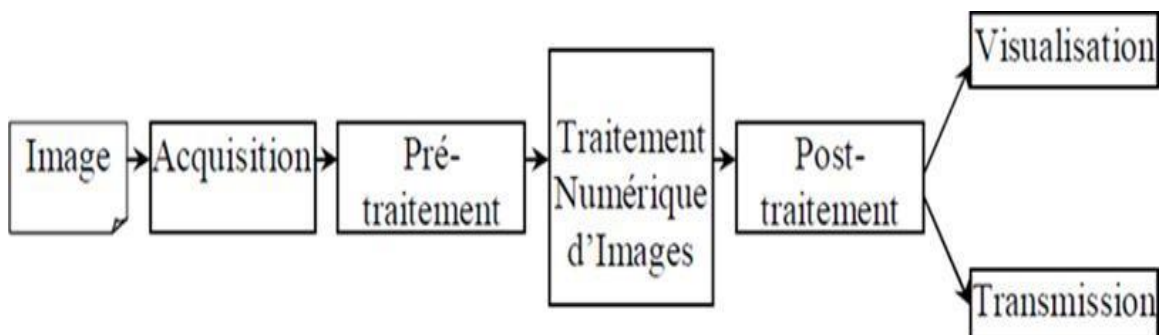 Image
Acquisition
Pré-
traitement
Traitement
Numérique
d'Images
Post-
traitement
Visualisation
Transmission